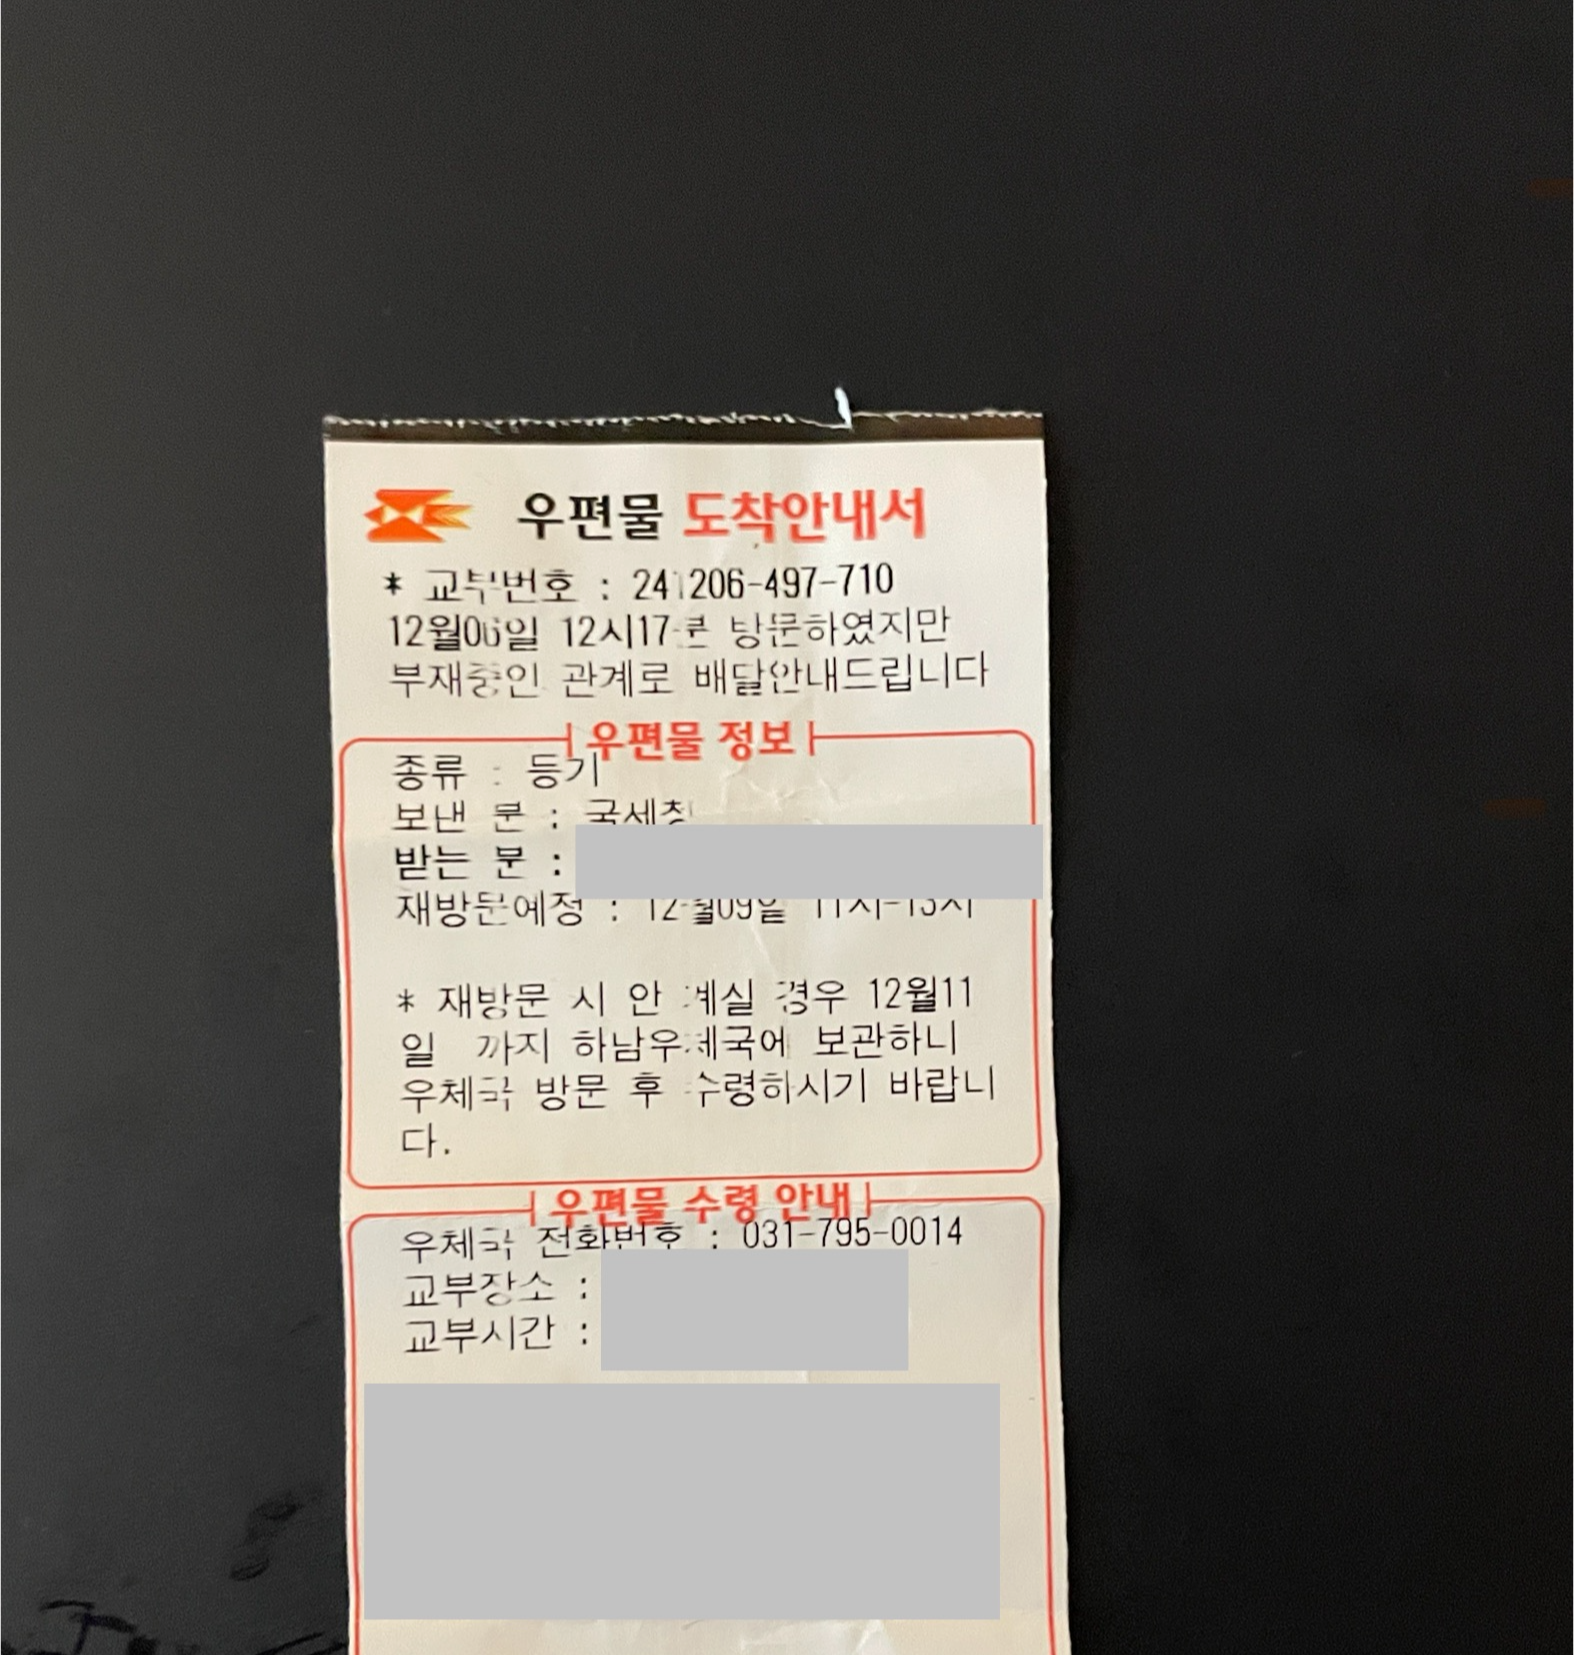 우편물 도착안내서
* 교부번호 : 241206-497-710
12월06일 12시17분 방문하였지만
부재중인 관계로 배달안내드립니다
우편물 정보
종류 : 등기
보낸 분 : 국세청
받는 분 :
재방문예정 : 12월09일 11시-13시
* 재방문 시 안 계실 경우 12월11
일 까지 하남우체국에 보관하니
우체국 방문 후 수령하시기 바랍니
다.
우편물 수령 안내
우체국 전화번호 : 031-795-0014
교부장소 :
교부시간 :